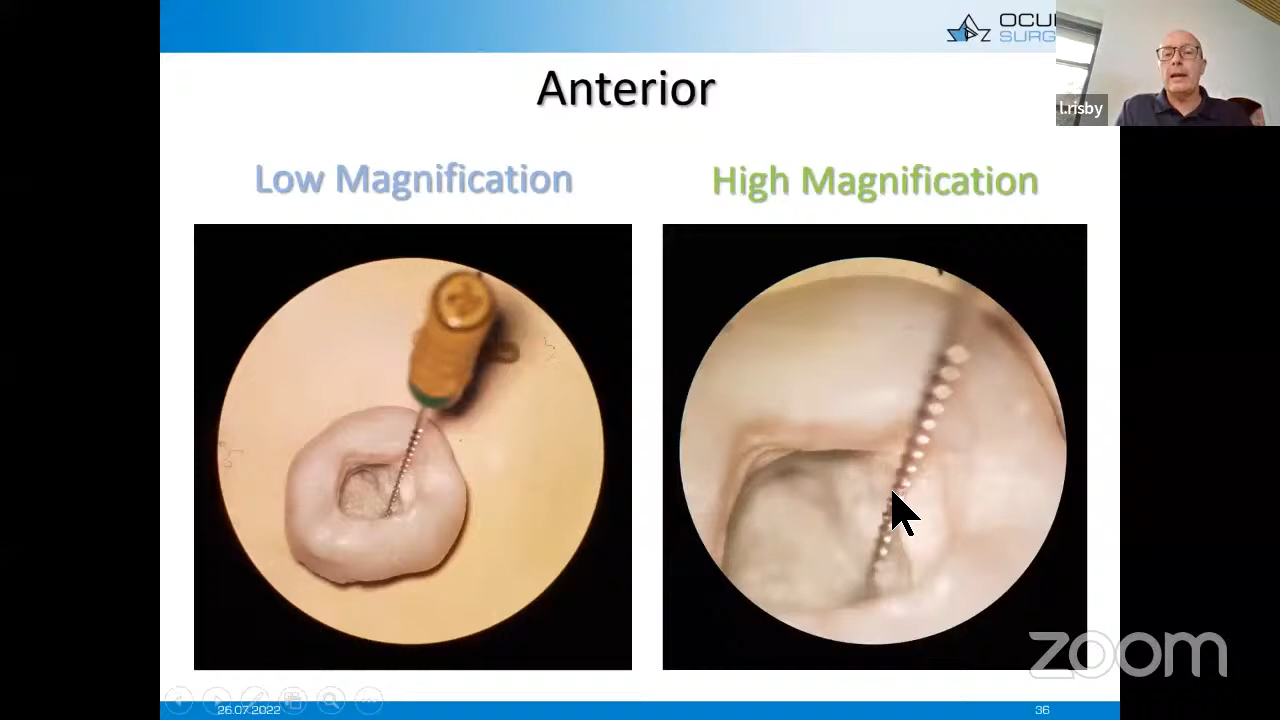 OCU
SURG
l.risby
Anterior
Low Magnification
High Magnification
zoom
26.07.2022
36